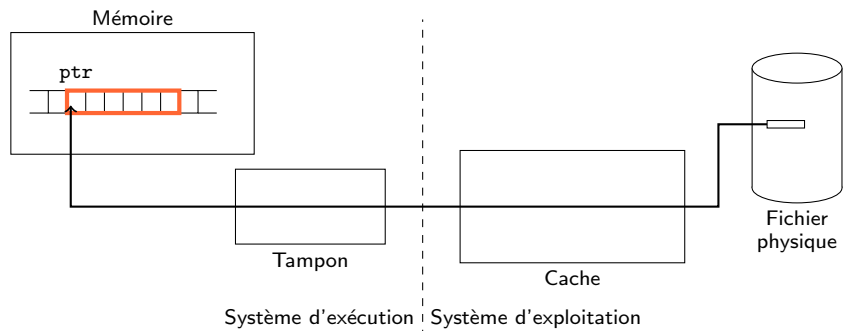 Mémoire
ptr
Tampon
Cache
Fichier
physique
Système d'exécution
Système d'exploitation